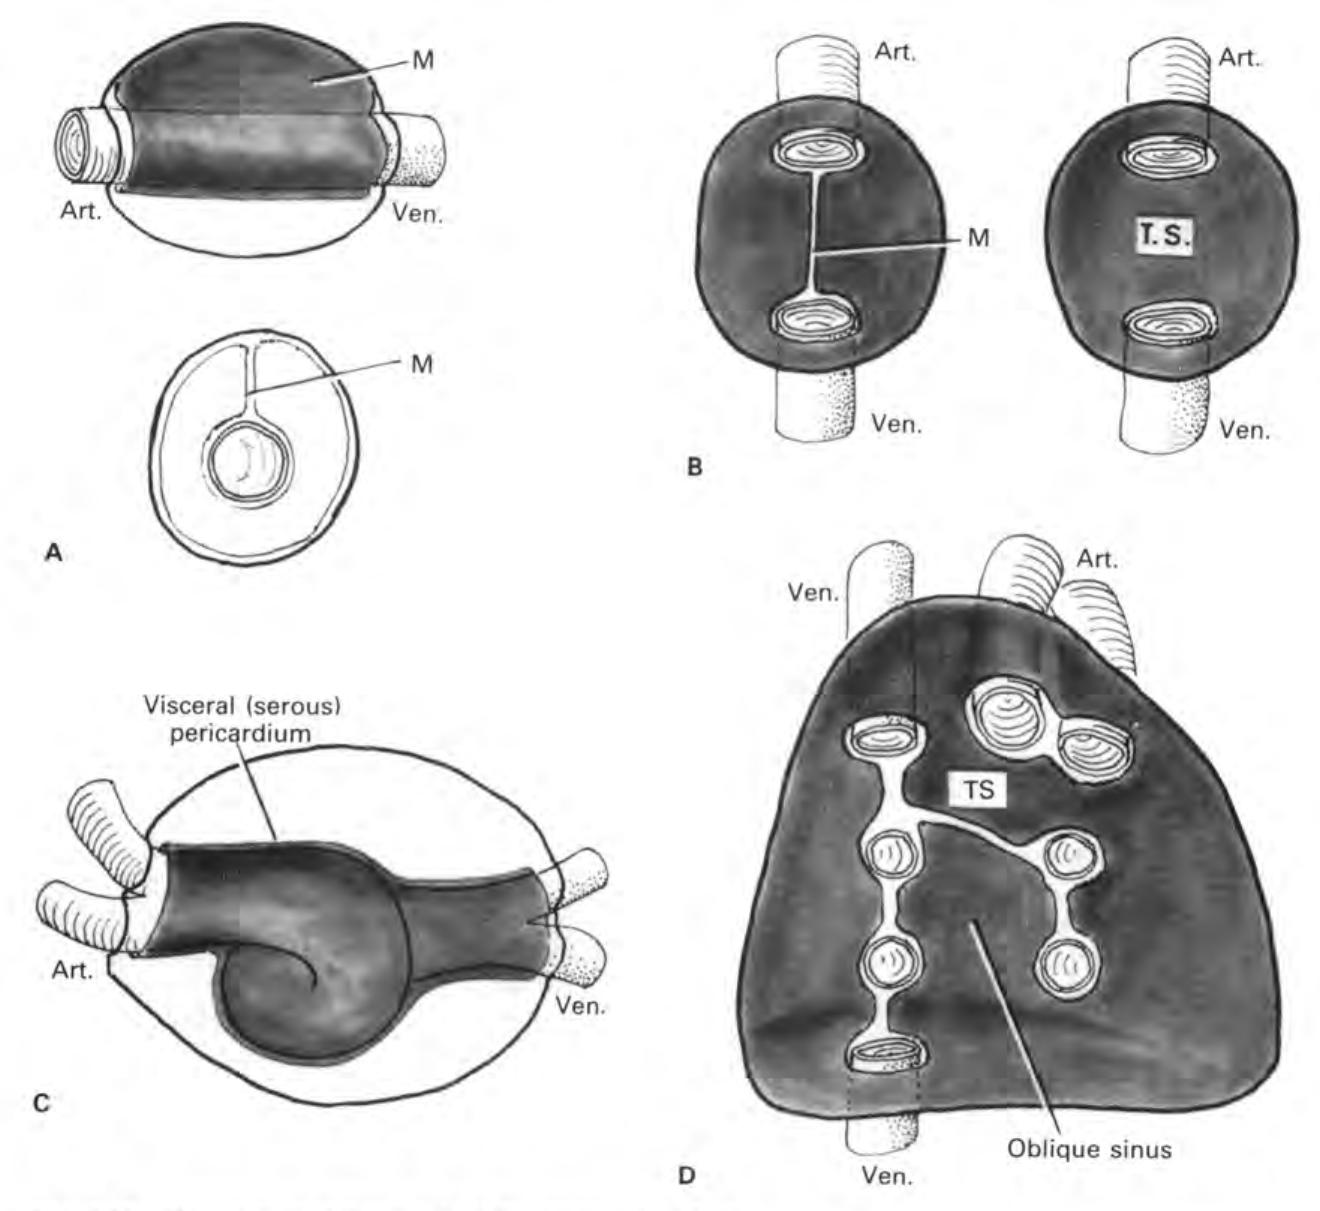 M
Art.
Ven.
M
A
Art.
Art.
T.S.
M
Ven.
Ven.
B
Visceral (serous)
pericardium
Art.
Ven.
C
Ven.
Art.
TS
Oblique sinus
Ven.
D